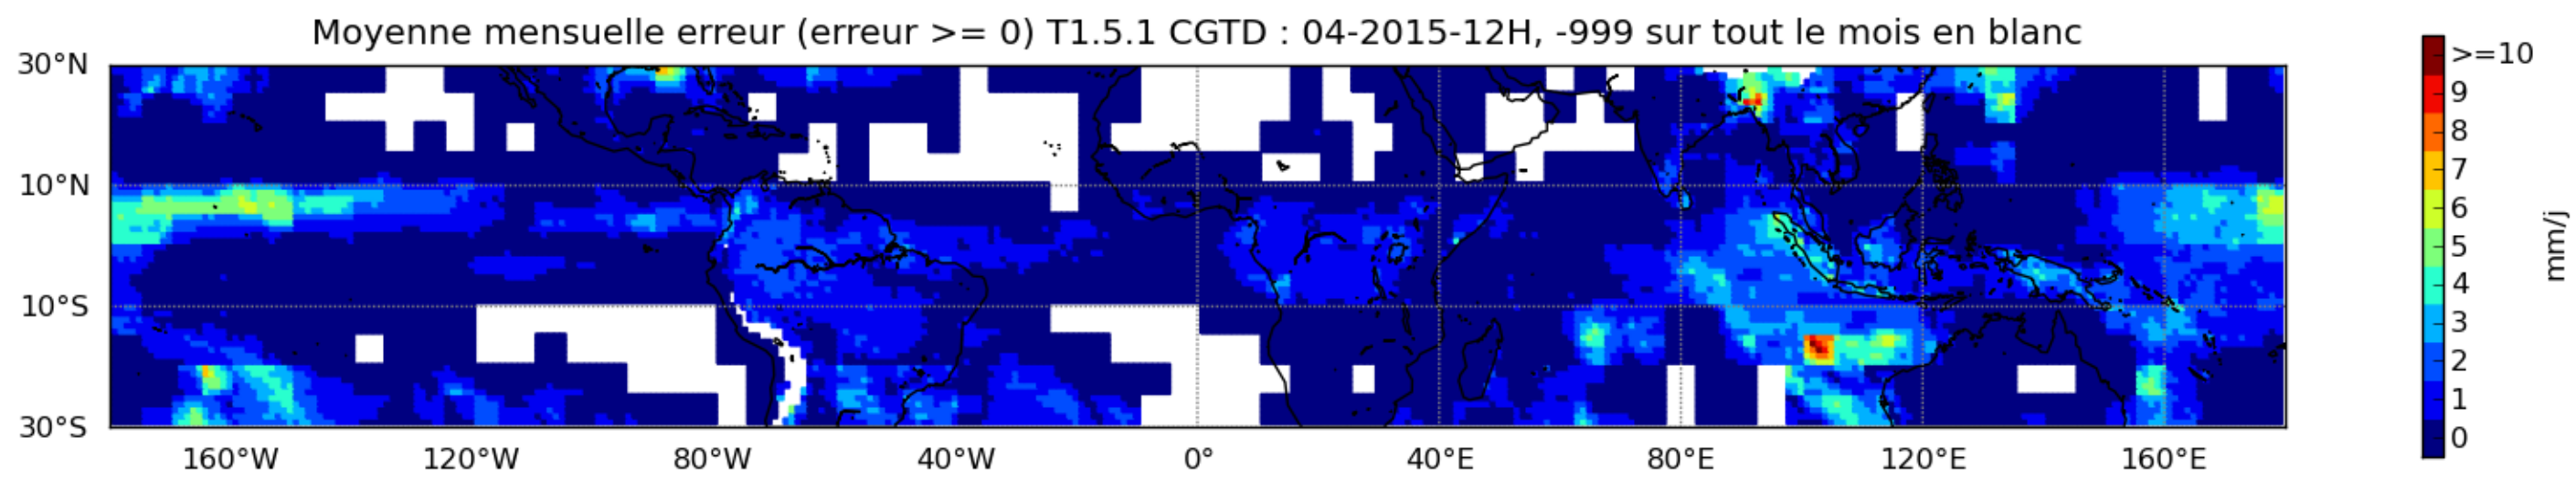 Moyenne mensuelle erreur (erreur >= 0) T1.5.1 CGTD : 04-2015-12H, -999 sur tout le mois en blanc
30°N
10°N
10°S
30°S
160°W 120°W 80°W 40°W 0° 40°E 80°E 120°E 160°E
>=10
9
8
7
6
5
4
3
2
1
0
mm/j